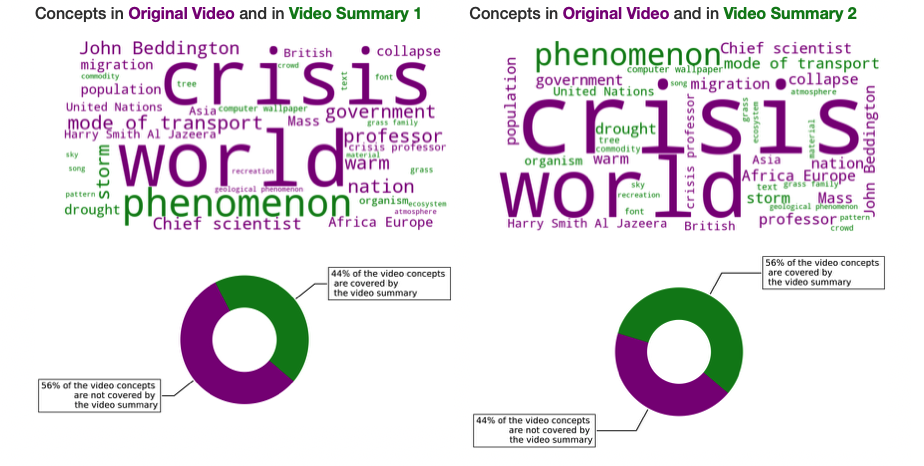 Concepts in Original Video and in Video Summary 1
John Beddington
British
collapse
migration
crowd
commodity
tree
text
font
population
crisis
United Nations
Asia
computer wallpaper
government
mode of transport
Mass
grass family
Harry Smith Al Jazeera
professor
crisis professor
sky
material
warm
song
storm
world
recreation
grass
pattern
geological phenomenon
nation
drought
phenomenon
organism
ecosystem
atmosphere
Chief scientist
Africa Europe
44% of the video concepts
are covered by
the video summary
56% of the video concepts
are not covered by
the video summary
Concepts in Original Video and in Video Summary 2
phenomenon
Chief scientist
computer wallpaper
mode of transport
population
government
song
migration
collapse
United Nations
atmosphere
crisis
drought
professor
grass
ecosystem
material
tree
commodity
organism
warm
Asia
nation
John Beddington
world
sky
crisis
Africa Europe
recreation
text
grass family
storm
Mass
font
geological phenomenon
Harry Smith Al Jazeera
British
professor
pattern
crowd
56% of the video concepts
are covered by
the video summary
44% of the video concepts
are not covered by
the video summary